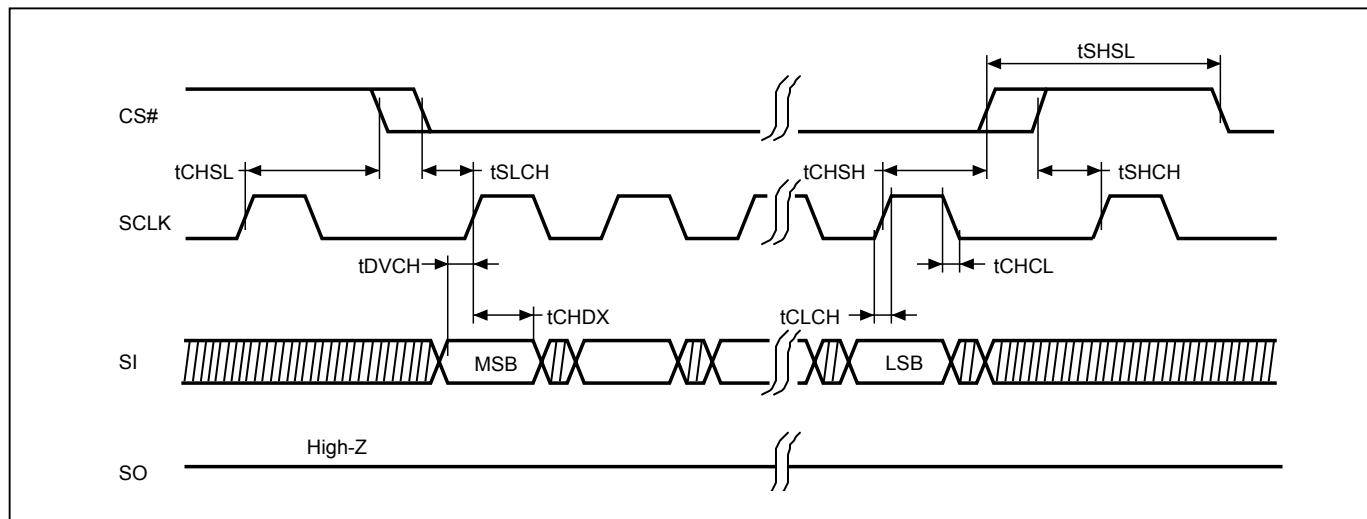 tSHSL
CS#
tCHSL
tSLCH
tCHSH
tSHCH
SCLK
tDVCH
tCHCL
tCHDX
tCLCH
SI
MSB
LSB
High-Z
SO